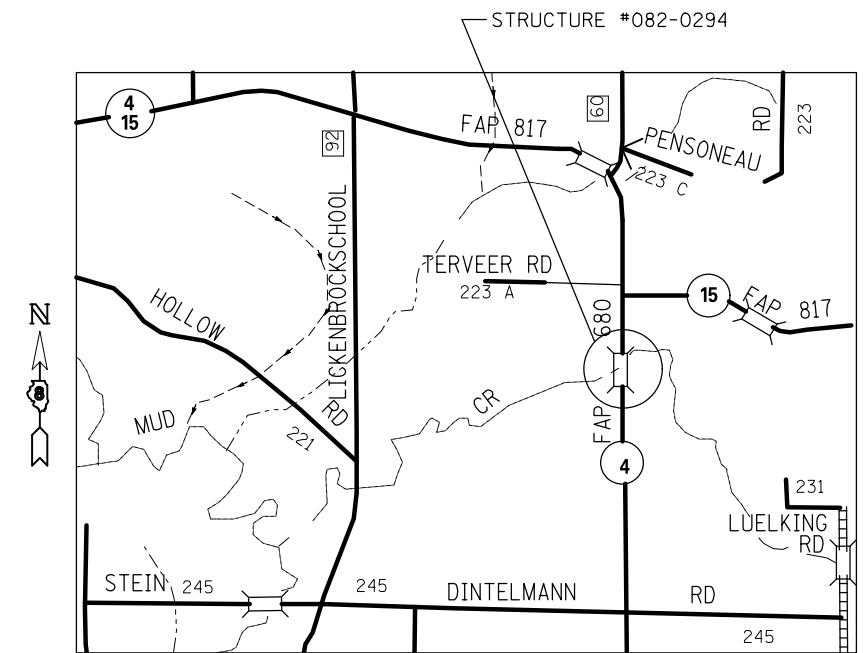 STRUCTURE #082-0294
4
15
FAP 817
60
92
PENSONEAU
RD
223
223 C
LICKENBROCKSCHOOL
TERVEER RD
223 A
HOLLOW
RD
221
15
FAP
817
N
8
680
FAP
MUD
CR
4
231
LUELKING
RD
STEIN 245
245
DINTELMANN
RD
245